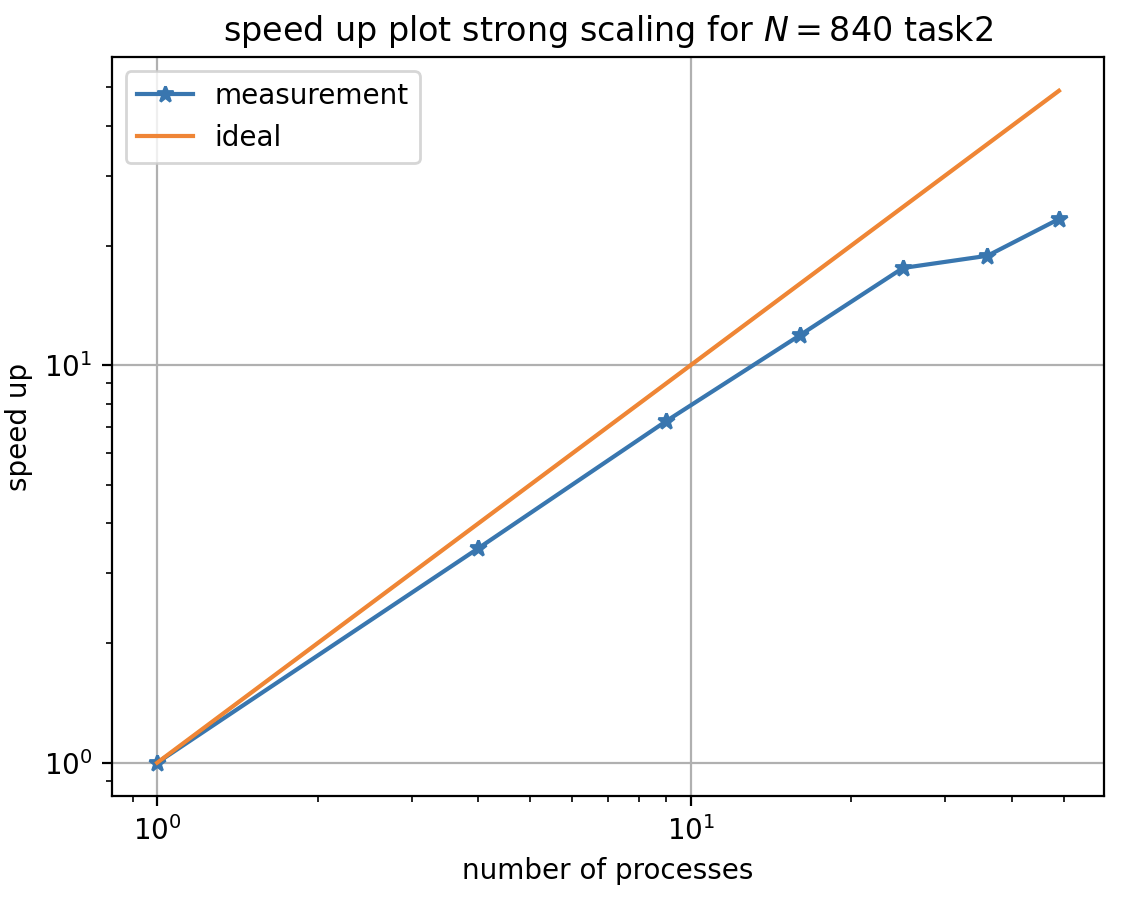 speed up plot strong scaling for N = 840 task2
measurement
ideal
speed up
10¹
10⁰
10⁰ 10¹
number of processes